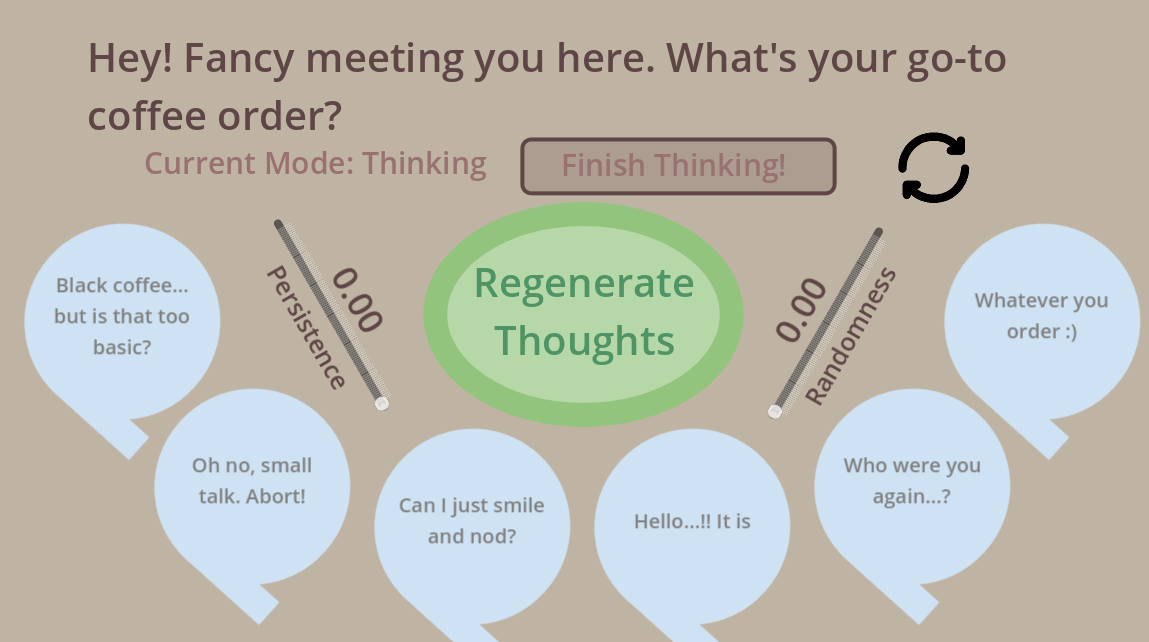 Hey! Fancy meeting you here. What's your go-to
coffee order?
Current Mode: Thinking
Finish Thinking!
Persistence
0.00
Regenerate
Thoughts
0.00
Randomness
Black coffee...
but is that too
basic?
Oh no, small
talk. Abort!
Can I just smile
and nod?
Hello...!! It is
Who were you
again...?
Whatever you
order :)